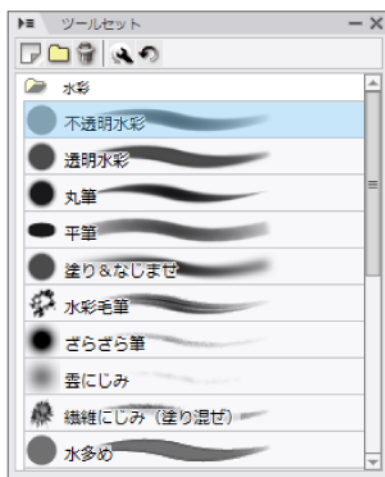 ツールセット
水彩
不透明水彩
透明水彩
丸筆
平筆
塗り＆なじませ
水彩毛筆
ざらざら筆
雲にじみ
繊維にじみ（塗り混ぜ）
水多め